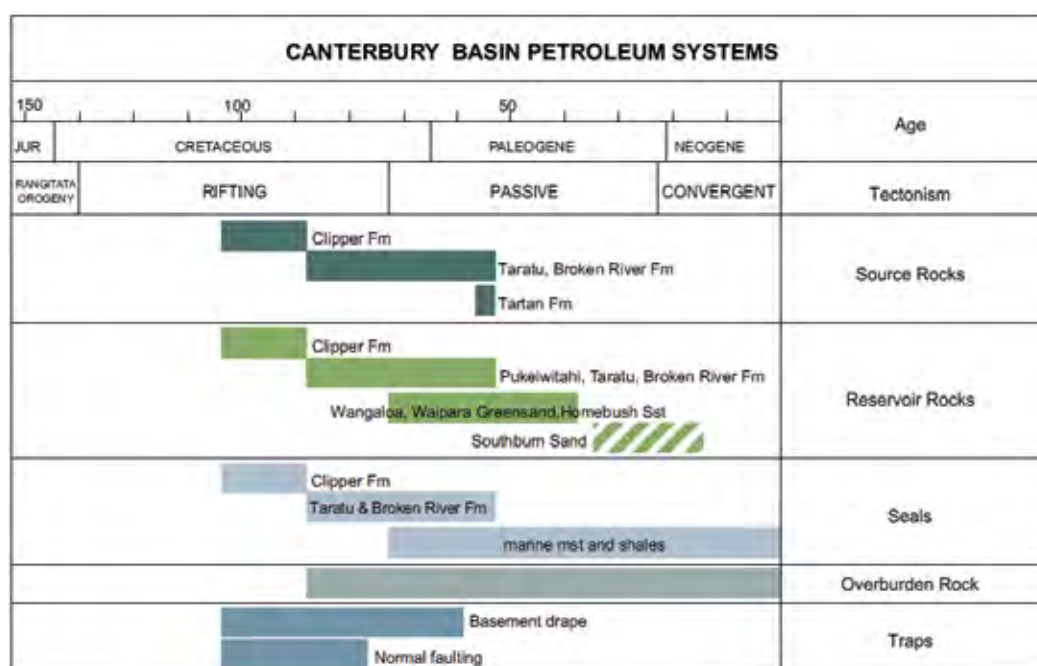 CANTERBURY BASIN PETROLEUM SYSTEMS
150 100 50
Age
JUR CRETACEOUS PALEOGENE NEOGENE
RANGITATA
OROGENY
RIFTING PASSIVE CONVERGENT Tectonism
Clipper Fm
Taratu, Broken River Fm
Source Rocks
Tartan Fm
Clipper Fm
Pukeiwitahi, Taratu, Broken River Fm
Reservoir Rocks
Wangaloa, Waipara Greensand,Homebush Sst
Southburn Sand
Clipper Fm
Taratu & Broken River Fm
Seals
marine mst and shales
Overburden Rock
Basement drape
Traps
Normal faulting